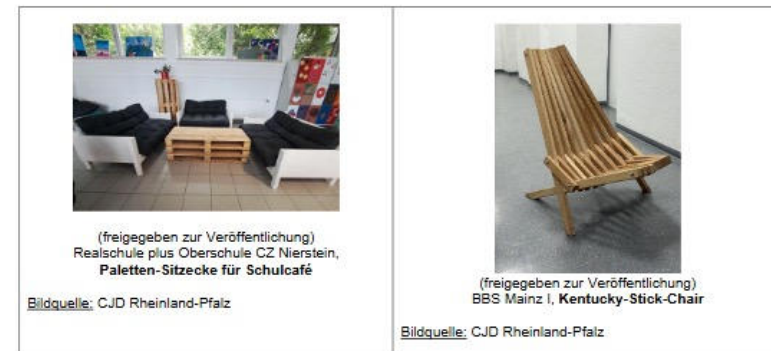 (freigegeben zur Veröffentlichung)
Realschule plus Oberschule CZ Nierstein,
Paletten-Sitzecke für Schulcafé
Bildquelle: CJD Rheinland-Pfalz
(freigegeben zur Veröffentlichung)
BBS Mainz I, Kentucky-Stick-Chair
Bildquelle: CJD Rheinland-Pfalz